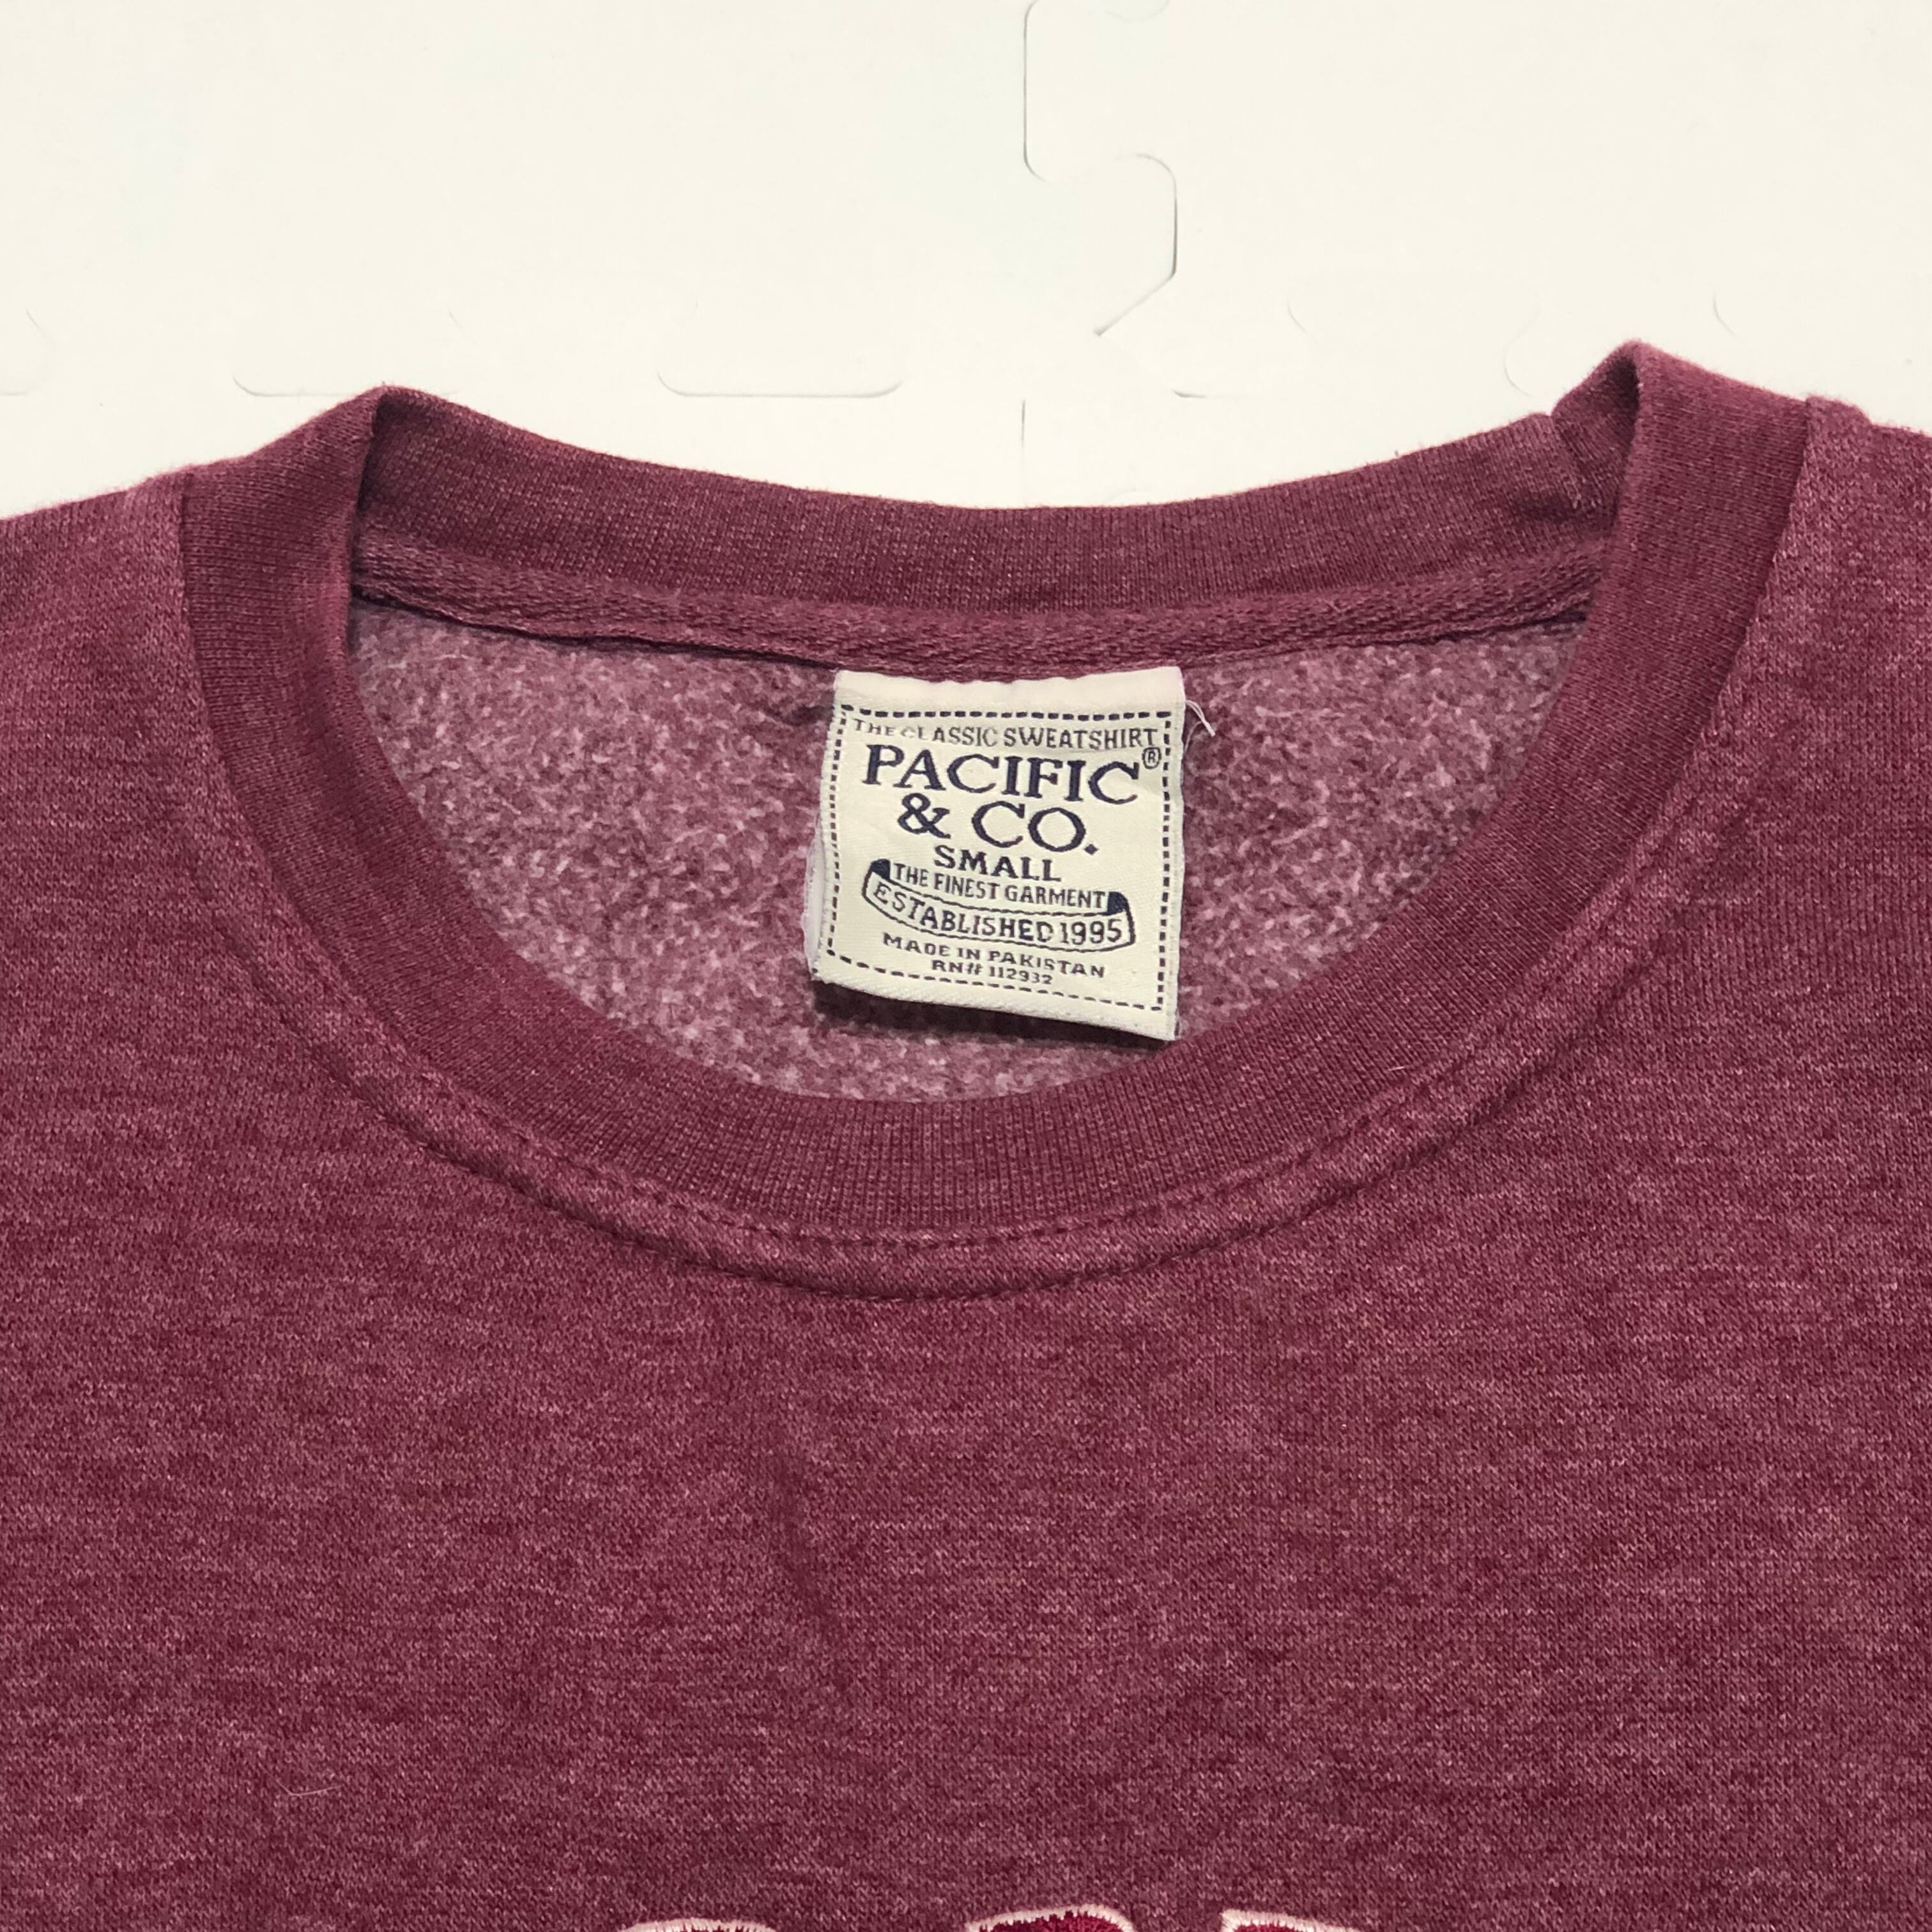 THE CLASSIC SWEATSHIRT
PACIFIC®
& CO.
SMALL
THE FINEST GARMENT
ESTABLISHED 1995
MADE IN PAKISTAN
RN# 112932